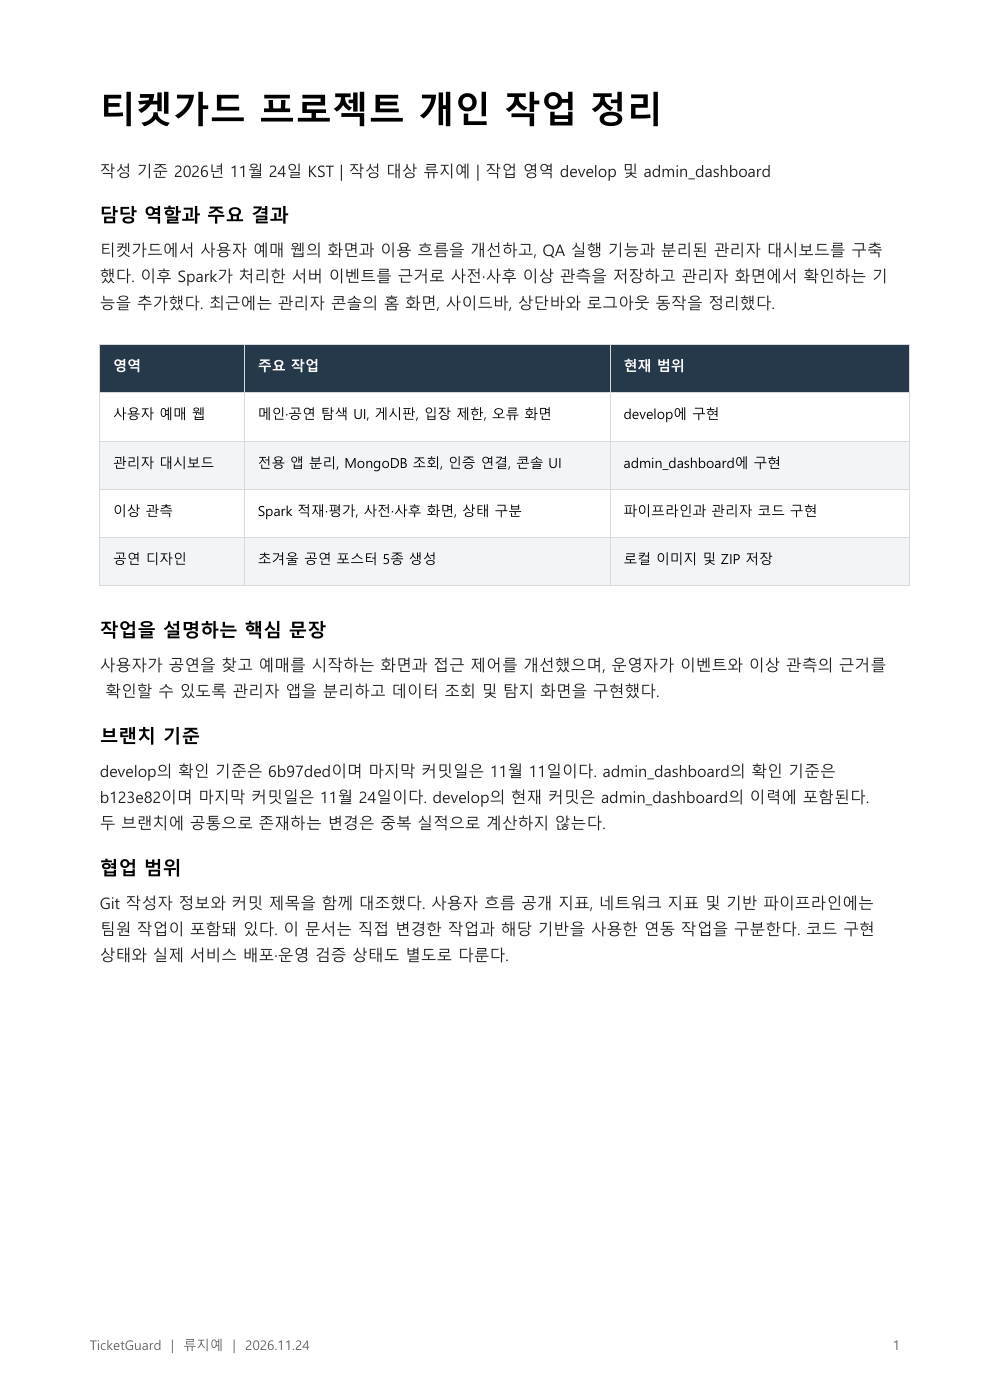 티켓가드 프로젝트 개인 작업 정리
작성 기준 2026년 11월 24일 KST | 작성 대상 류지예 | 작업 영역 develop 및 admin_dashboard
담당 역할과 주요 결과
티켓가드에서 사용자 예매 웹의 화면과 이용 흐름을 개선하고, QA 실행 기능과 분리된 관리자 대시보드를 구축
했다. 이후 Spark가 처리한 서버 이벤트를 근거로 사전·사후 이상 관측을 저장하고 관리자 화면에서 확인하는 기
능을 추가했다. 최근에는 관리자 콘솔의 홈 화면, 사이드바, 상단바와 로그아웃 동작을 정리했다.
영역 주요 작업 현재 범위
사용자 예매 웹 메인·공연 탐색 UI, 게시판, 입장 제한, 오류 화면 develop에 구현
관리자 대시보드 전용 앱 분리, MongoDB 조회, 인증 연결, 콘솔 UI admin_dashboard에 구현
이상 관측 Spark 적재·평가, 사전·사후 화면, 상태 구분 파이프라인과 관리자 코드 구현
공연 디자인 초겨울 공연 포스터 5종 생성 로컬 이미지 및 ZIP 저장
작업을 설명하는 핵심 문장
사용자가 공연을 찾고 예매를 시작하는 화면과 접근 제어를 개선했으며, 운영자가 이벤트와 이상 관측의 근거를
확인할 수 있도록 관리자 앱을 분리하고 데이터 조회 및 탐지 화면을 구현했다.
브랜치 기준
develop의 확인 기준은 6b97ded이며 마지막 커밋일은 11월 11일이다. admin_dashboard의 확인 기준은
b123e82이며 마지막 커밋일은 11월 24일이다. develop의 현재 커밋은 admin_dashboard의 이력에 포함된다.
두 브랜치에 공통으로 존재하는 변경은 중복 실적으로 계산하지 않는다.
협업 범위
Git 작성자 정보와 커밋 제목을 함께 대조했다. 사용자 흐름 공개 지표, 네트워크 지표 및 기반 파이프라인에는
팀원 작업이 포함돼 있다. 이 문서는 직접 변경한 작업과 해당 기반을 사용한 연동 작업을 구분한다. 코드 구현
상태와 실제 서비스 배포·운영 검증 상태도 별도로 다룬다.
TicketGuard | 류지예 | 2026.11.24 1